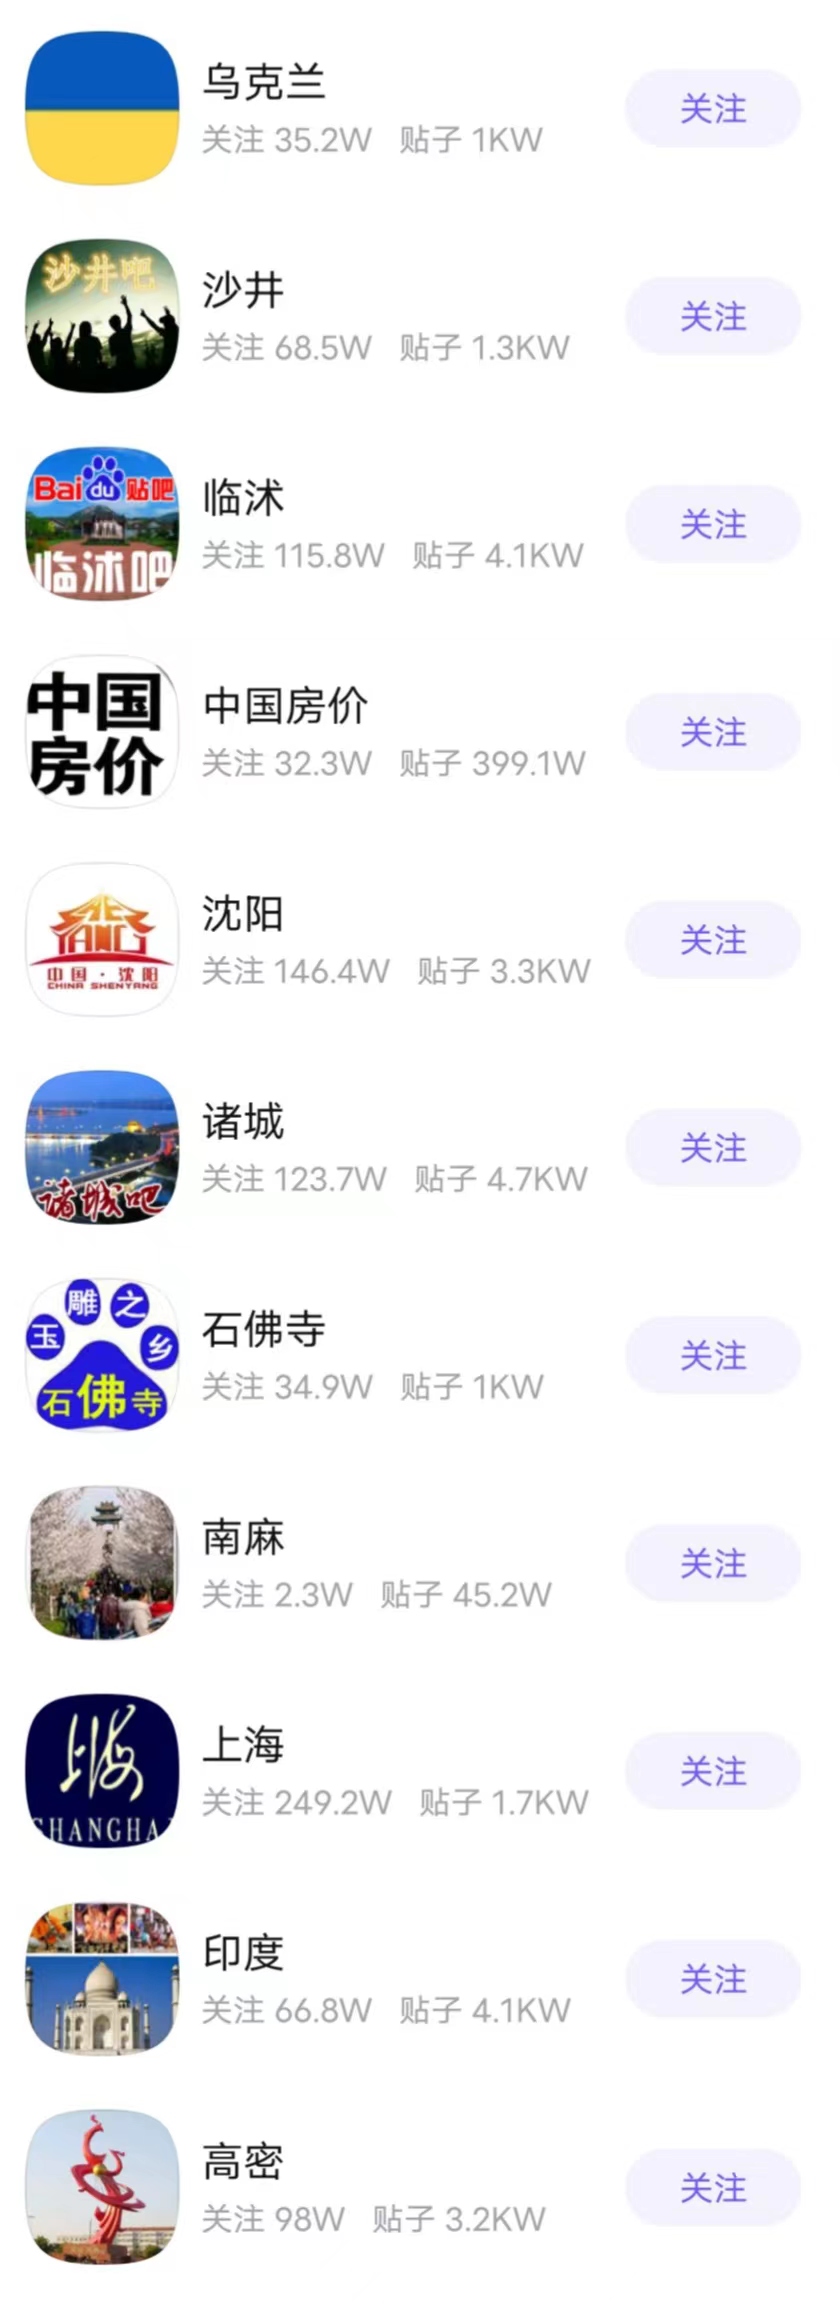 乌克兰
关注 35.2W 贴子 1KW
关注
沙井吧
沙井
关注 68.5W 贴子 1.3KW
关注
Bai du 贴吧
临沭吧
临沭
关注 115.8W 贴子 4.1KW
关注
中国
房价
中国房价
关注 32.3W 贴子 399.1W
关注
中国·沈阳
CHINA SHENYANG
沈阳
关注 146.4W 贴子 3.3KW
关注
诸城吧
诸城
关注 123.7W 贴子 4.7KW
关注
玉雕之乡
石佛寺
石佛寺
关注 34.9W 贴子 1KW
关注
南麻
关注 2.3W 贴子 45.2W
关注
上海
SHANGHAI
上海
关注 249.2W 贴子 1.7KW
关注
印度
关注 66.8W 贴子 4.1KW
关注
高密
关注 98W 贴子 3.2KW
关注